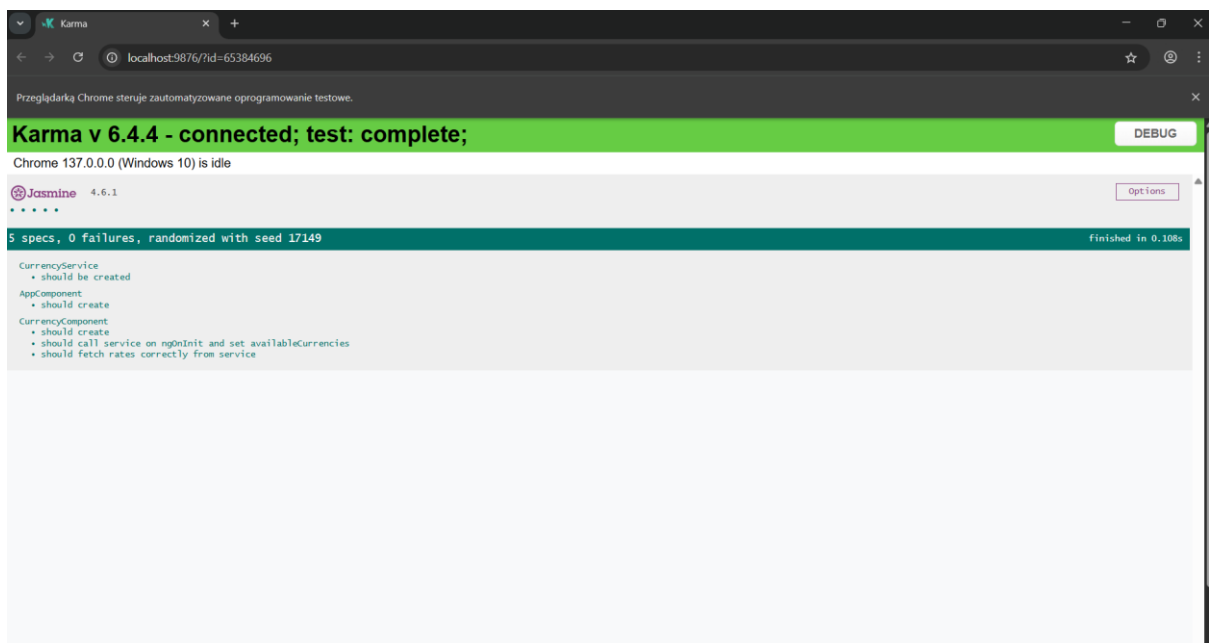 Karma
localhost:9876/?id=65384696
Przeglądarką Chrome steruje zautomatyzowane oprogramowanie testowe.
Karma v 6.4.4 - connected; test: complete;
DEBUG
Chrome 137.0.0.0 (Windows 10) is idle
Jasmine 4.6.1
Options
5 specs, 0 failures, randomized with seed 17149
finished in 0.108s
CurrencyService
• should be created
AppComponent
• should create
CurrencyComponent
• should create
• should call service on ngOnInit and set availableCurrencies
• should fetch rates correctly from service